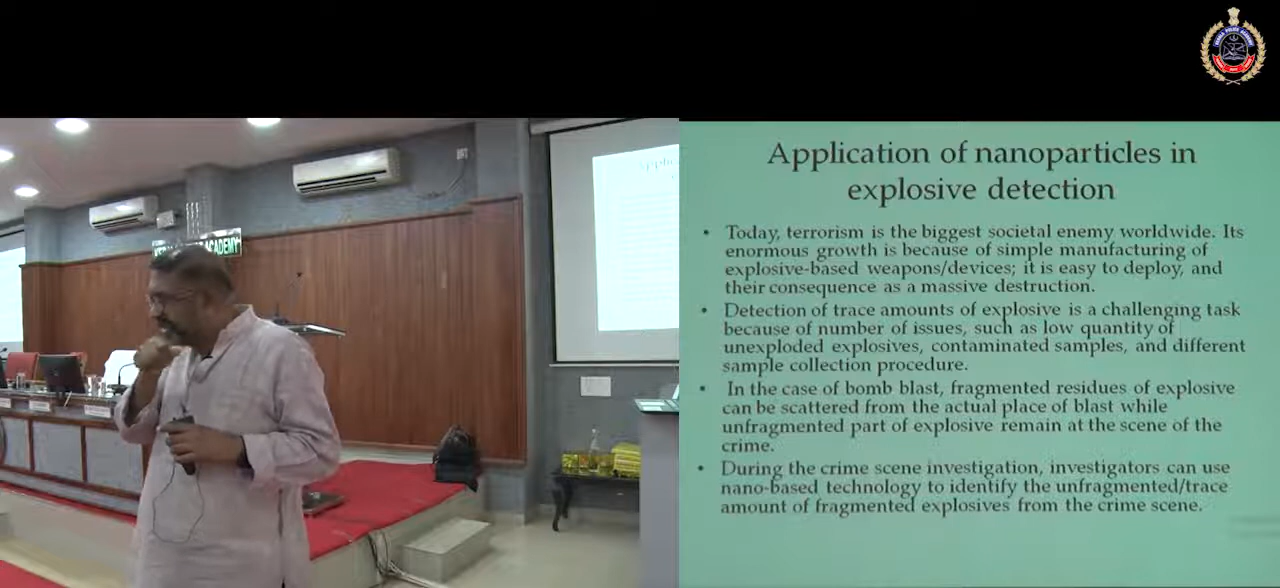 ACADEMY
Application of nanoparticles in
explosive detection
• Today, terrorism is the biggest societal enemy worldwide. Its
enormous growth is because of simple manufacturing of
explosive-based weapons/devices; it is easy to deploy, and
their consequence as a massive destruction.
• Detection of trace amounts of explosive is a challenging task
because of number of issues, such as low quantity of
unexploded explosives, contaminated samples, and different
sample collection procedure.
• In the case of bomb blast, fragmented residues of explosive
can be scattered from the actual place of blast while
unfragmented part of explosive remain at the scene of the
crime.
• During the crime scene investigation, investigators can use
nano-based technology to identify the unfragmented/trace
amount of fragmented explosives from the crime scene.